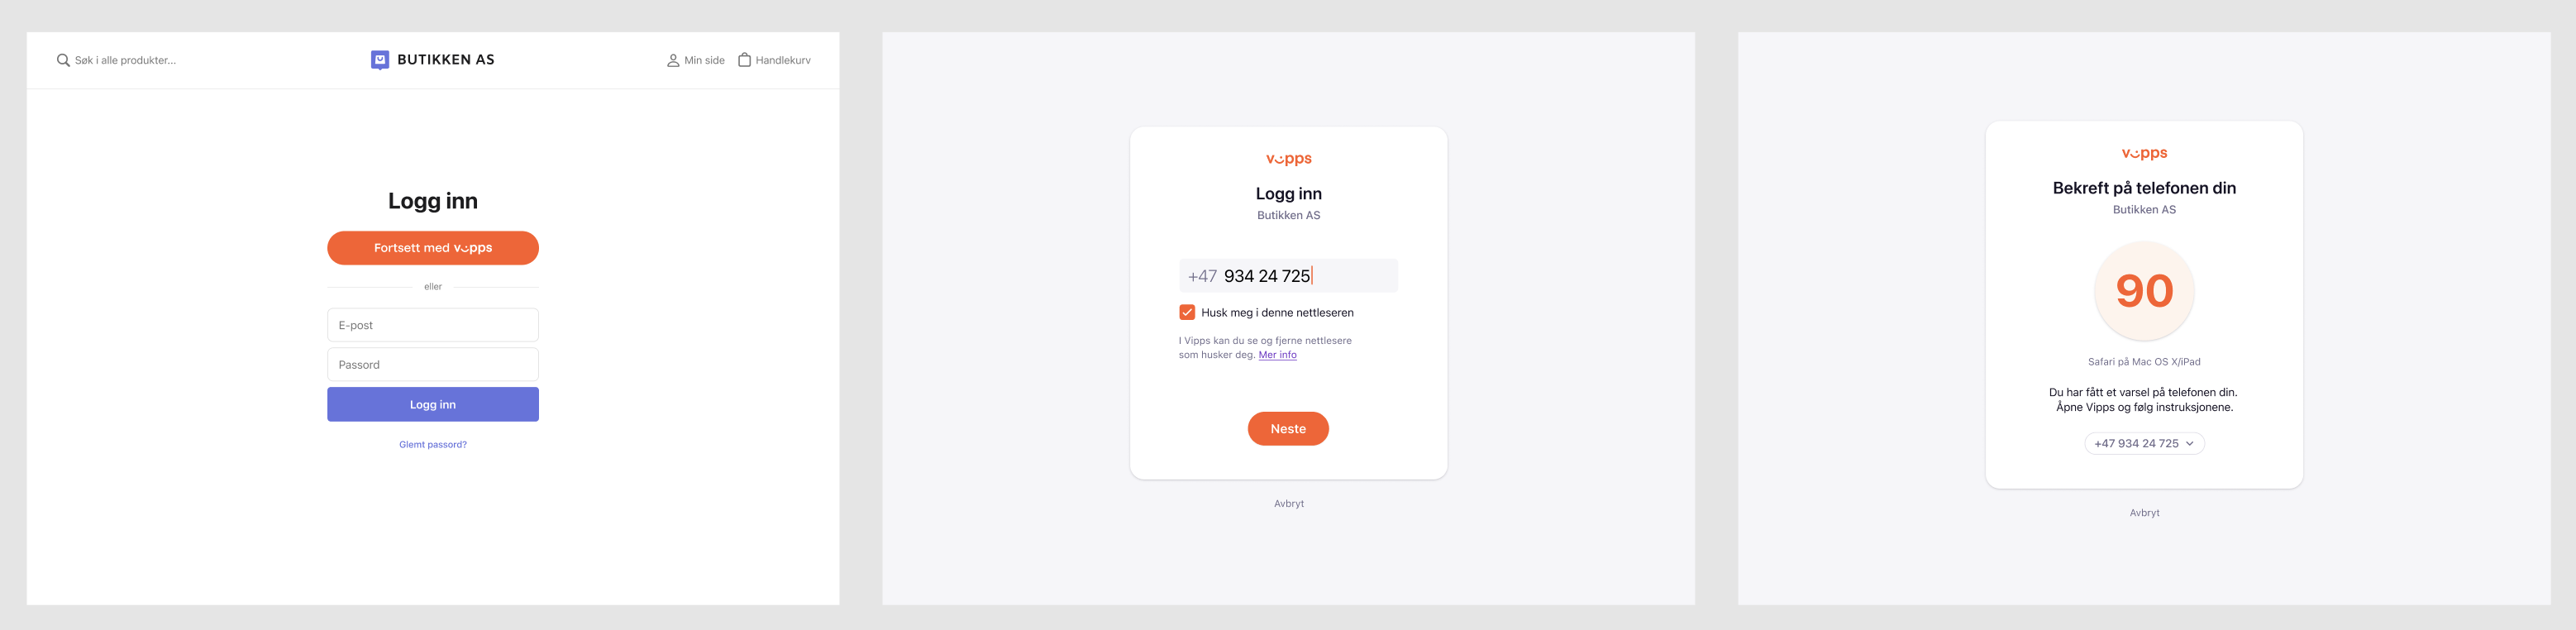 Søk i alle produkter...
BUTIKKEN AS
Min side
Handlekurv
Logg inn
Fortsett med vipps
eller
E-post
Passord
Logg inn
Glemt passord?
vipps
Logg inn
Butikken AS
+47 934 24 725
Husk meg i denne nettleseren
I Vipps kan du se og fjerne nettlesere
som husker deg. Mer info
Neste
Avbryt
vipps
Bekreft på telefonen din
Butikken AS
90
Safari på Mac OS X/iPad
Du har fått et varsel på telefonen din.
Åpne Vipps og følg instruksjonene.
+47 934 24 725
Avbryt